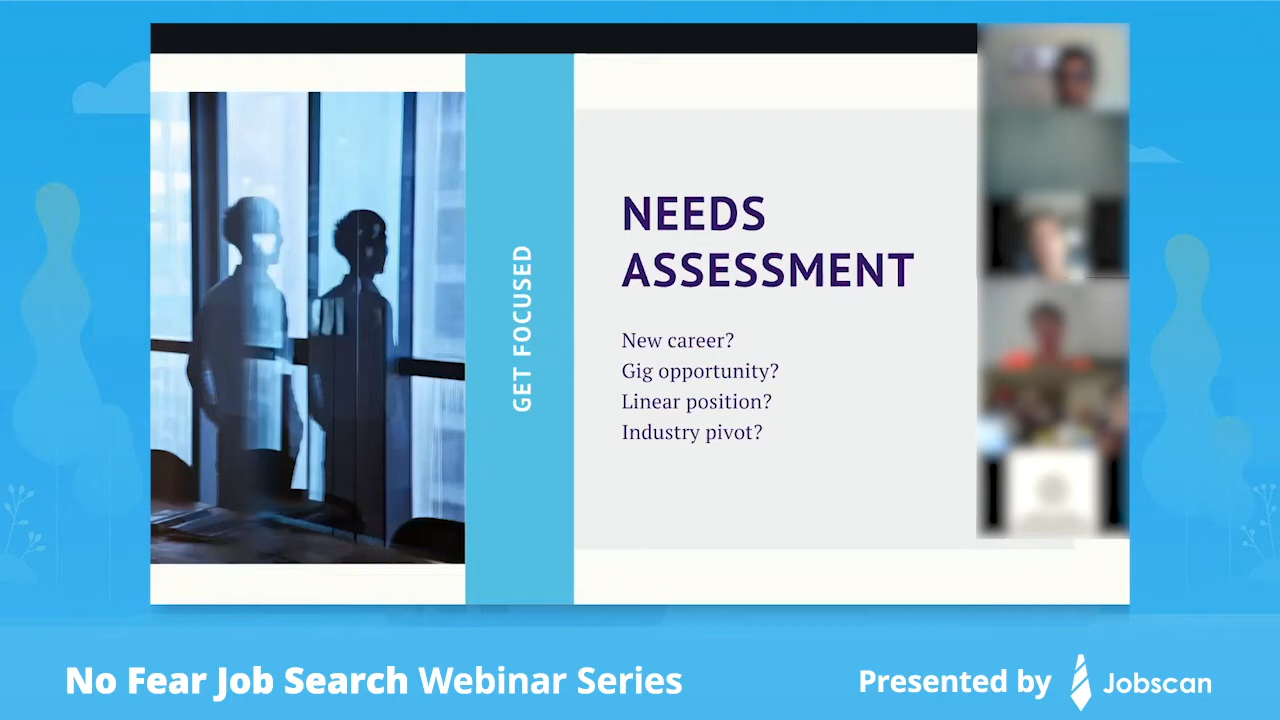 GET FOCUSED
NEEDS
ASSESSMENT
New career?
Gig opportunity?
Linear position?
Industry pivot?
No Fear Job Search Webinar Series
Presented by Jobscan